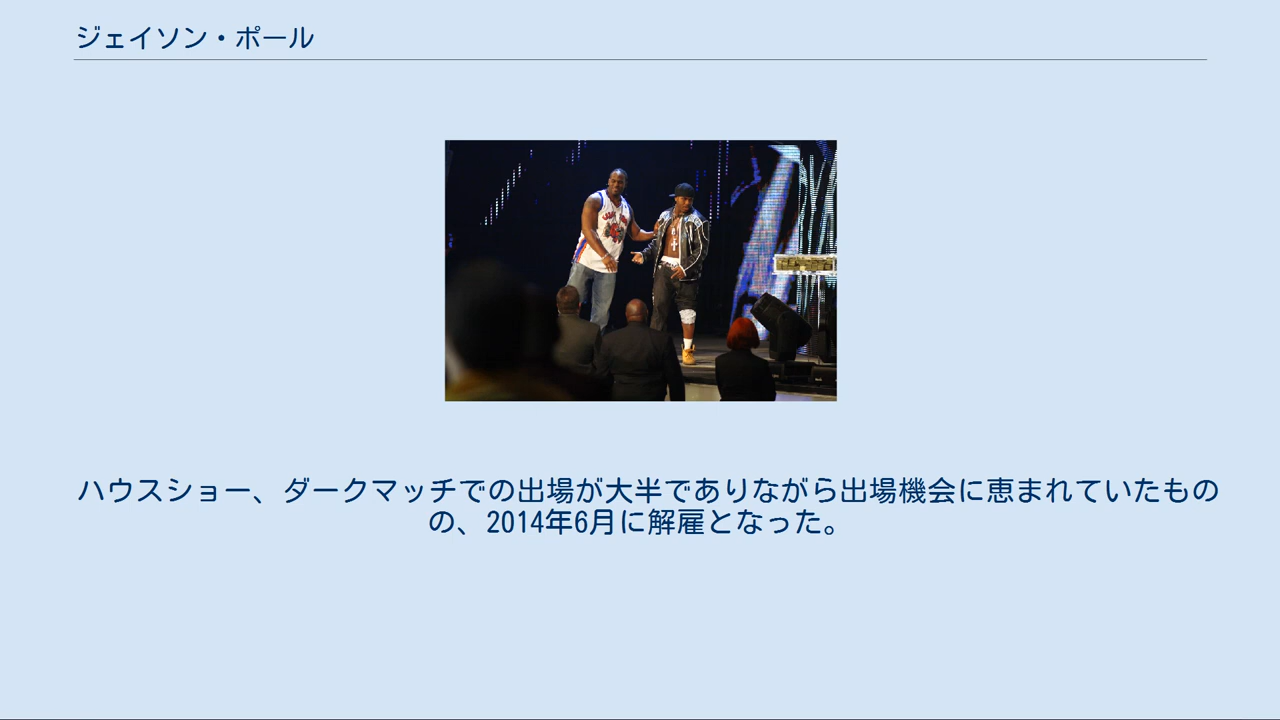 ジェイソン・ポール
ハウスショー、ダークマッチでの出場が大半でありながら出場機会に恵まれていたもの
の、2014年6月に解雇となった。